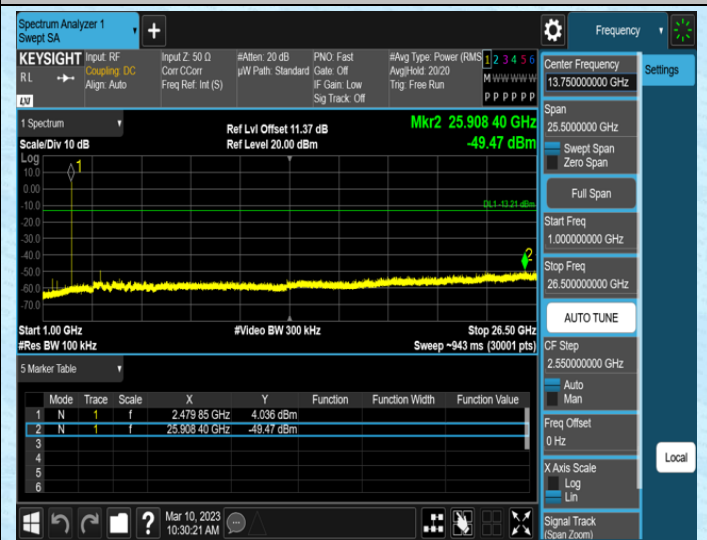 Spectrum Analyzer 1
Swept SA
+
Frequency
KEYSIGHT
RL
LXI
Input: RF
Coupling: DC
Align: Auto
Input Z: 50 Ω
Corr CCorr
Freq Ref: Int (S)
#Atten: 20 dB
µW Path: Standard
PNO: Fast
Gate: Off
IF Gain: Low
Sig Track: Off
#Avg Type: Power (RMS
Avg|Hold: 20/20
Trig: Free Run
1 2 3 4 5 6
M W W W W W
P P P P P P
1 Spectrum
Scale/Div 10 dB
Ref Lvl Offset 11.37 dB
Ref Level 20.00 dBm
Mkr2 25.908 40 GHz
-49.47 dBm
Log
10.0
0.00
-10.0
-20.0
-30.0
-40.0
-50.0
-60.0
-70.0
1
DL1 -13.21 dBm
2
Start 1.00 GHz
#Res BW 100 kHz
#Video BW 300 kHz
Stop 26.50 GHz
Sweep ~943 ms (30001 pts)
5 Marker Table
Mode Trace Scale X Y Function Function Width Function Value
1 N 1 f 2.479 85 GHz 4.036 dBm
2 N 1 f 25.908 40 GHz -49.47 dBm
3
4
5
6
?
Mar 10, 2023
10:30:21 AM
Center Frequency
13.750000000 GHz
Span
25.5000000 GHz
Swept Span
Zero Span
Full Span
Start Freq
1.000000000 GHz
Stop Freq
26.500000000 GHz
AUTO TUNE
CF Step
2.550000000 GHz
Auto
Man
Freq Offset
0 Hz
X Axis Scale
Log
Lin
Signal Track
(Span Zoom)
Settings
Local